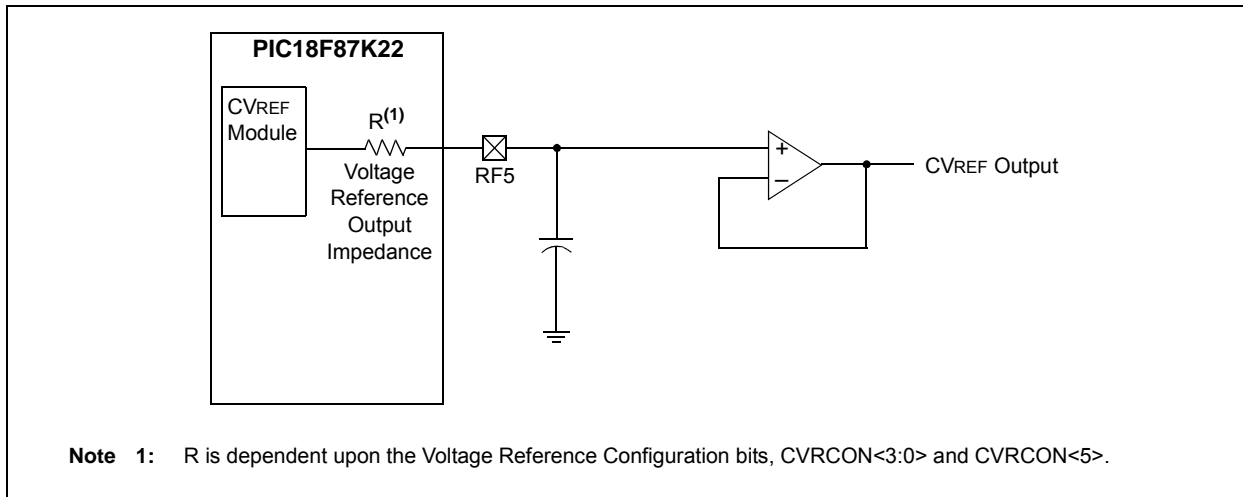 PIC18F87K22
CVREF
Module
R(1)
Voltage
Reference
Output
Impedance
RF5
+
–
CVREF Output
Note 1: R is dependent upon the Voltage Reference Configuration bits, CVRCON<3:0> and CVRCON<5>.